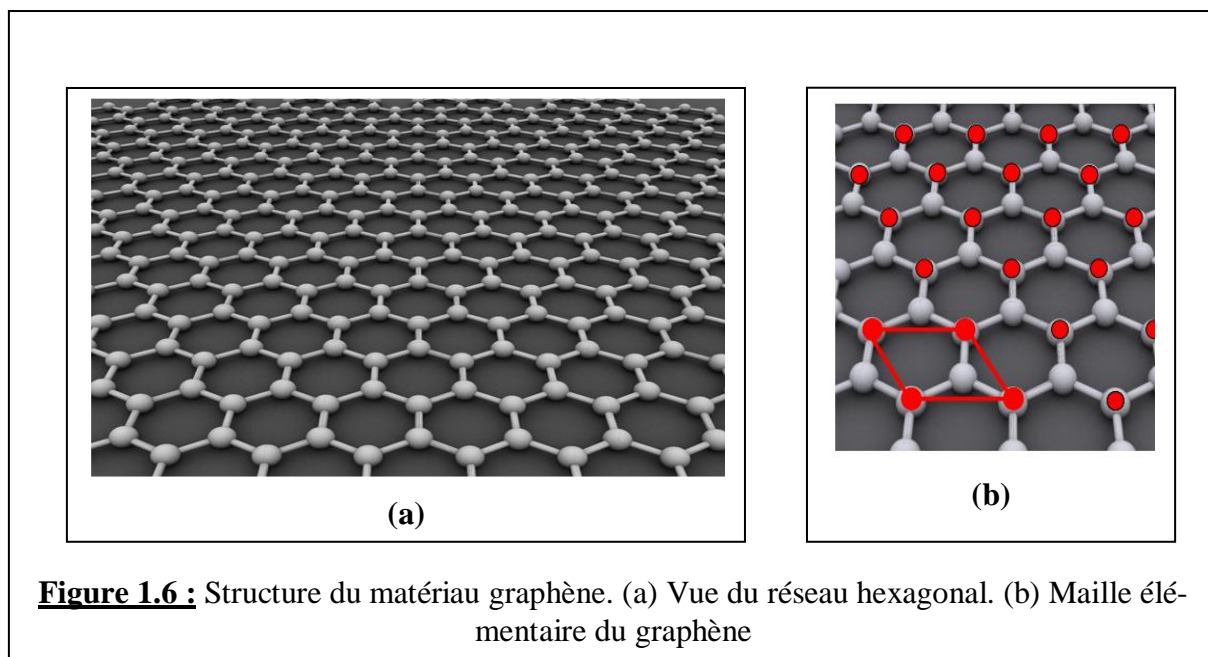 (a)
(b)
Figure 1.6 : Structure du matériau graphène. (a) Vue du réseau hexagonal. (b) Maille élé-
mentaire du graphène